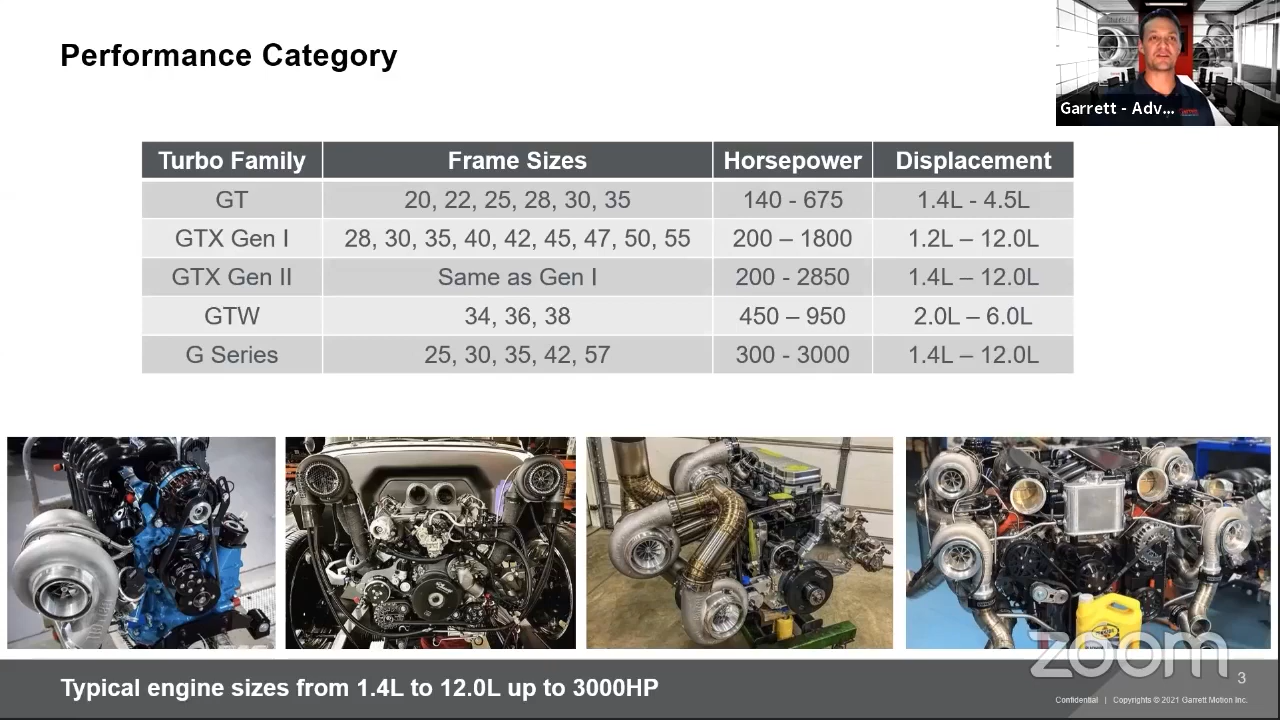 Performance Category
Garrett - Adv...
Turbo Family Frame Sizes Horsepower Displacement
GT 20, 22, 25, 28, 30, 35 140 - 675 1.4L - 4.5L
GTX Gen I 28, 30, 35, 40, 42, 45, 47, 50, 55 200 – 1800 1.2L – 12.0L
GTX Gen II Same as Gen I 200 - 2850 1.4L – 12.0L
GTW 34, 36, 38 450 – 950 2.0L – 6.0L
G Series 25, 30, 35, 42, 57 300 - 3000 1.4L – 12.0L
zoom
Typical engine sizes from 1.4L to 12.0L up to 3000HP
3
Confidential | Copyrights © 2021 Garrett Motion Inc.